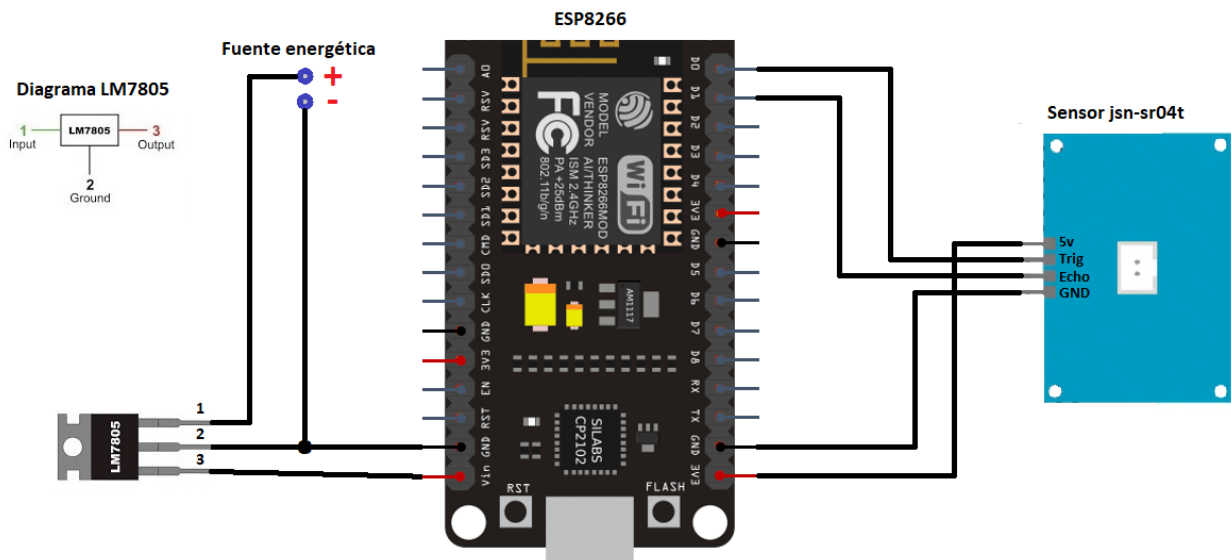 ESP8266
Fuente energética
+
-
Diagrama LM7805
1
Input
LM7805
3
Output
2
Ground
1
2
3
LM7805
A0
RSV
RSV
SD3
SD2
SD1
CMD
SD0
CLK
GND
3V3
EN
RST
GND
Vin
D0
D1
D2
D3
D4
3V3
GND
D5
D6
D7
D8
RX
TX
GND
3V3
MODEL
VENDOR
ESP8266MOD
AI/THINKER
ISM 2.4GHz
PA +25dBm
802.11b/g/n
FC
WiFi
AM1117
SILABS
CP2102
RST
FLASH
Sensor jsn-sr04t
5v
Trig
Echo
GND